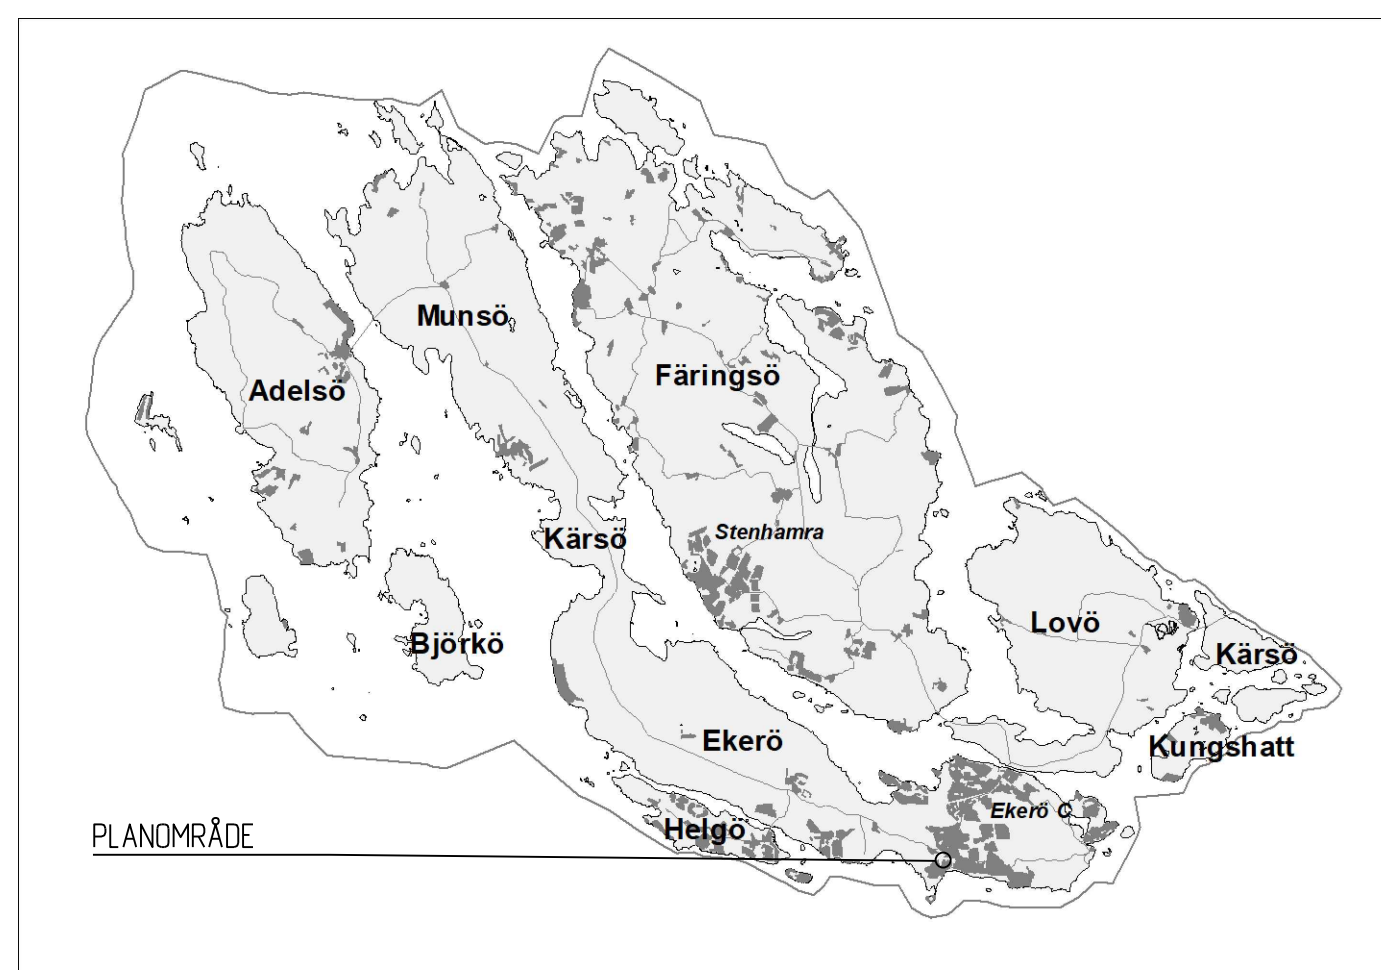 Munsö
Färingsö
Adelsö
Stenhamra
Kärsö
Lovö
Björkö
Kärsö
Ekerö
Kungshatt
Ekerö C
Helgö
PLANOMRÅDE